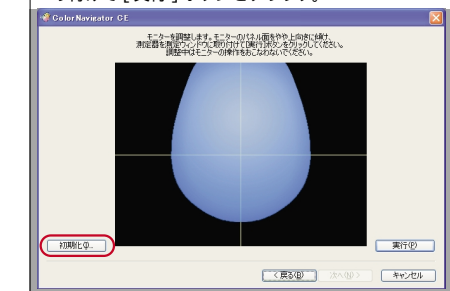 ColorNavigator CE
モニターを調整します。モニターのパネル面をやや上向きに傾け、
測定器を測定ウィンドウに取り付けて[実行]ボタンをクリックしてください。
調整中はモニターの操作をおこなわないでください。
初期化(I)...
実行(P)
< 戻る(B)
次へ(N) >
キャンセル